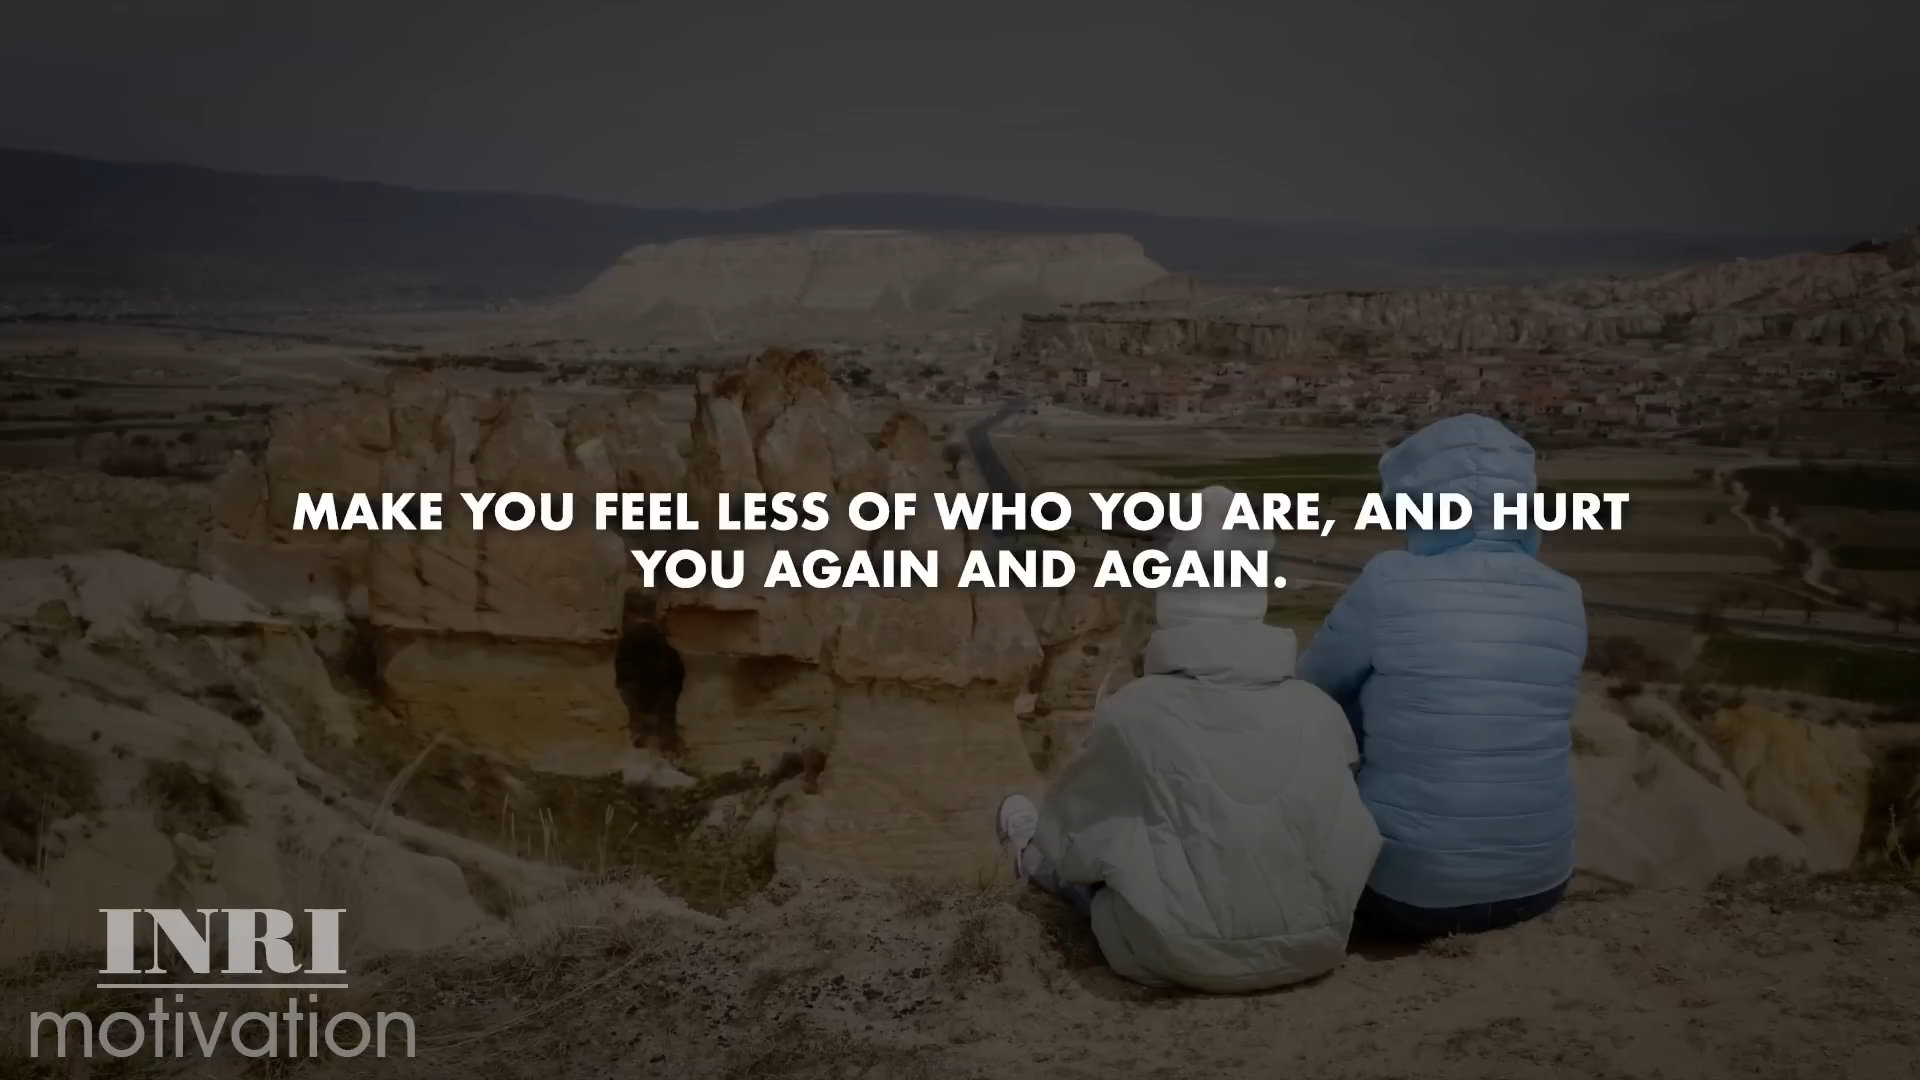 MAKE YOU FEEL LESS OF WHO YOU ARE, AND HURT
YOU AGAIN AND AGAIN.
INRI
motivation